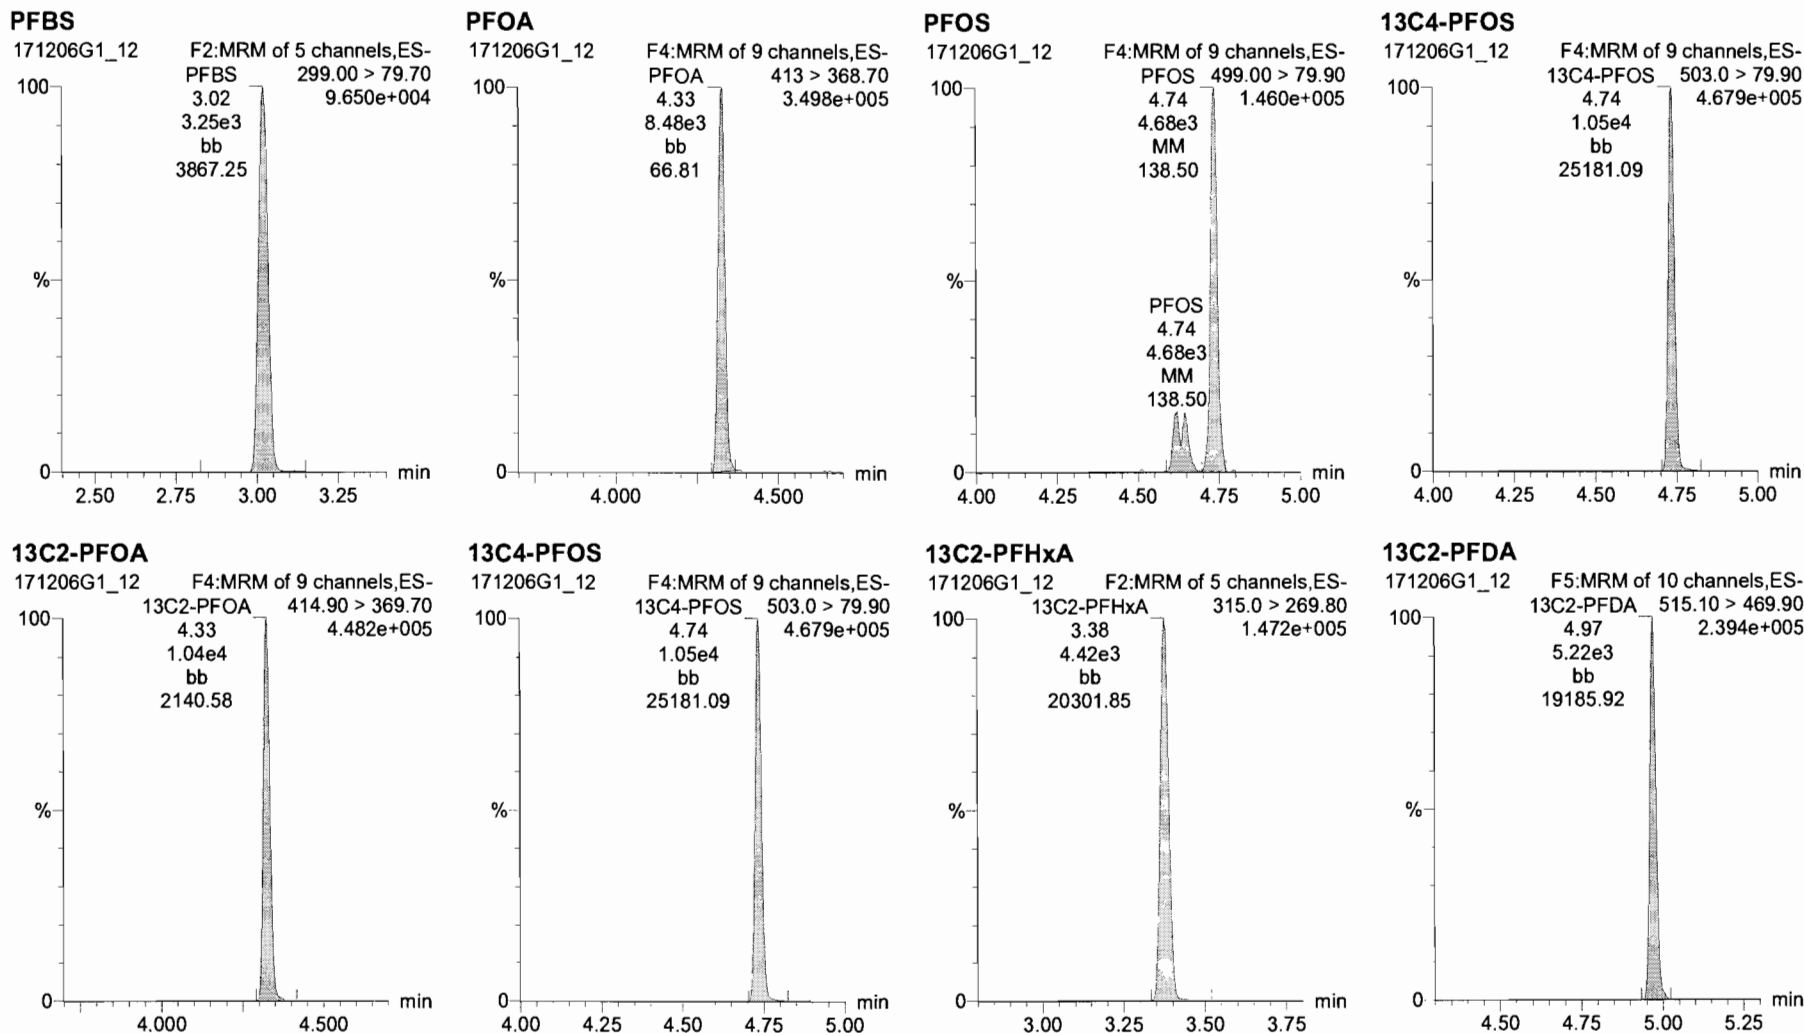 PFBS
171206G1_12 F2:MRM of 5 channels,ES-
PFBS 299.00 > 79.70
3.02 9.650e+004
3.25e3
bb
3867.25
100
%
0
min
2.50 2.75 3.00 3.25
PFOA
171206G1_12 F4:MRM of 9 channels,ES-
PFOA 413 > 368.70
4.33 3.498e+005
8.48e3
bb
66.81
100
%
0
min
4.000 4.500
PFOS
171206G1_12 F4:MRM of 9 channels,ES-
PFOS 499.00 > 79.90
4.74 1.460e+005
4.68e3
MM
138.50
PFOS
4.74
4.68e3
MM
138.50
100
%
0
min
4.00 4.25 4.50 4.75 5.00
13C4-PFOS
171206G1_12 F4:MRM of 9 channels,ES-
13C4-PFOS 503.0 > 79.90
4.74 4.679e+005
1.05e4
bb
25181.09
100
%
0
min
4.00 4.25 4.50 4.75 5.00
13C2-PFOA
171206G1_12 F4:MRM of 9 channels,ES-
13C2-PFOA 414.90 > 369.70
4.33 4.482e+005
1.04e4
bb
2140.58
100
%
0
min
4.000 4.500
13C4-PFOS
171206G1_12 F4:MRM of 9 channels,ES-
13C4-PFOS 503.0 > 79.90
4.74 4.679e+005
1.05e4
bb
25181.09
100
%
0
min
4.00 4.25 4.50 4.75 5.00
13C2-PFHxA
171206G1_12 F2:MRM of 5 channels,ES-
13C2-PFHxA 315.0 > 269.80
3.38 1.472e+005
4.42e3
bb
20301.85
100
%
0
min
3.00 3.25 3.50 3.75
13C2-PFDA
171206G1_12 F5:MRM of 10 channels,ES-
13C2-PFDA 515.10 > 469.90
4.97 2.394e+005
5.22e3
bb
19185.92
100
%
0
min
4.50 4.75 5.00 5.25